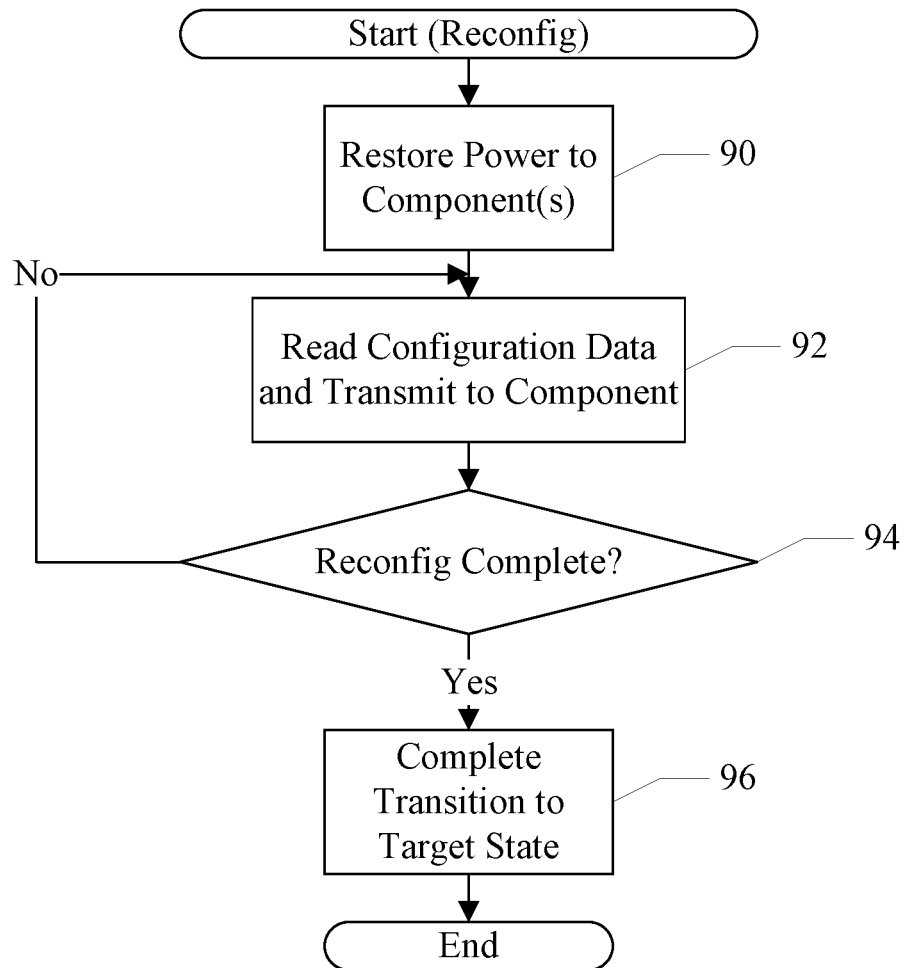 Start (Reconfig)
Restore Power to
Component(s)
90
No
Read Configuration Data
and Transmit to Component
92
Reconfig Complete?
94
Yes
Complete
Transition to
Target State
96
End